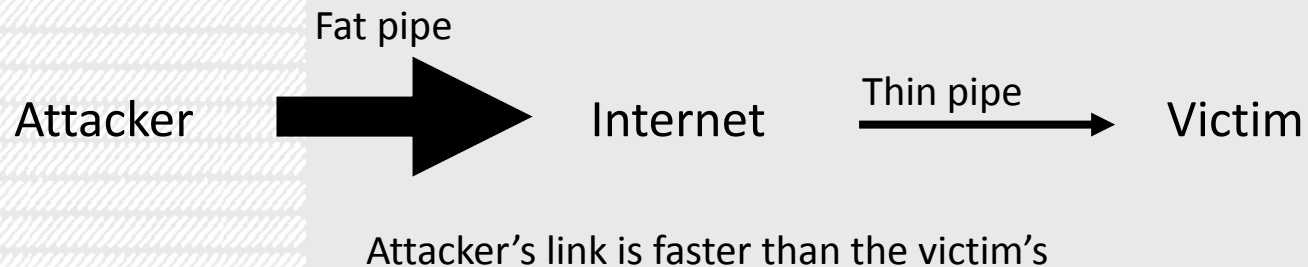 Fat pipe
Attacker Internet Thin pipe Victim
Attacker’s link is faster than the victim’s